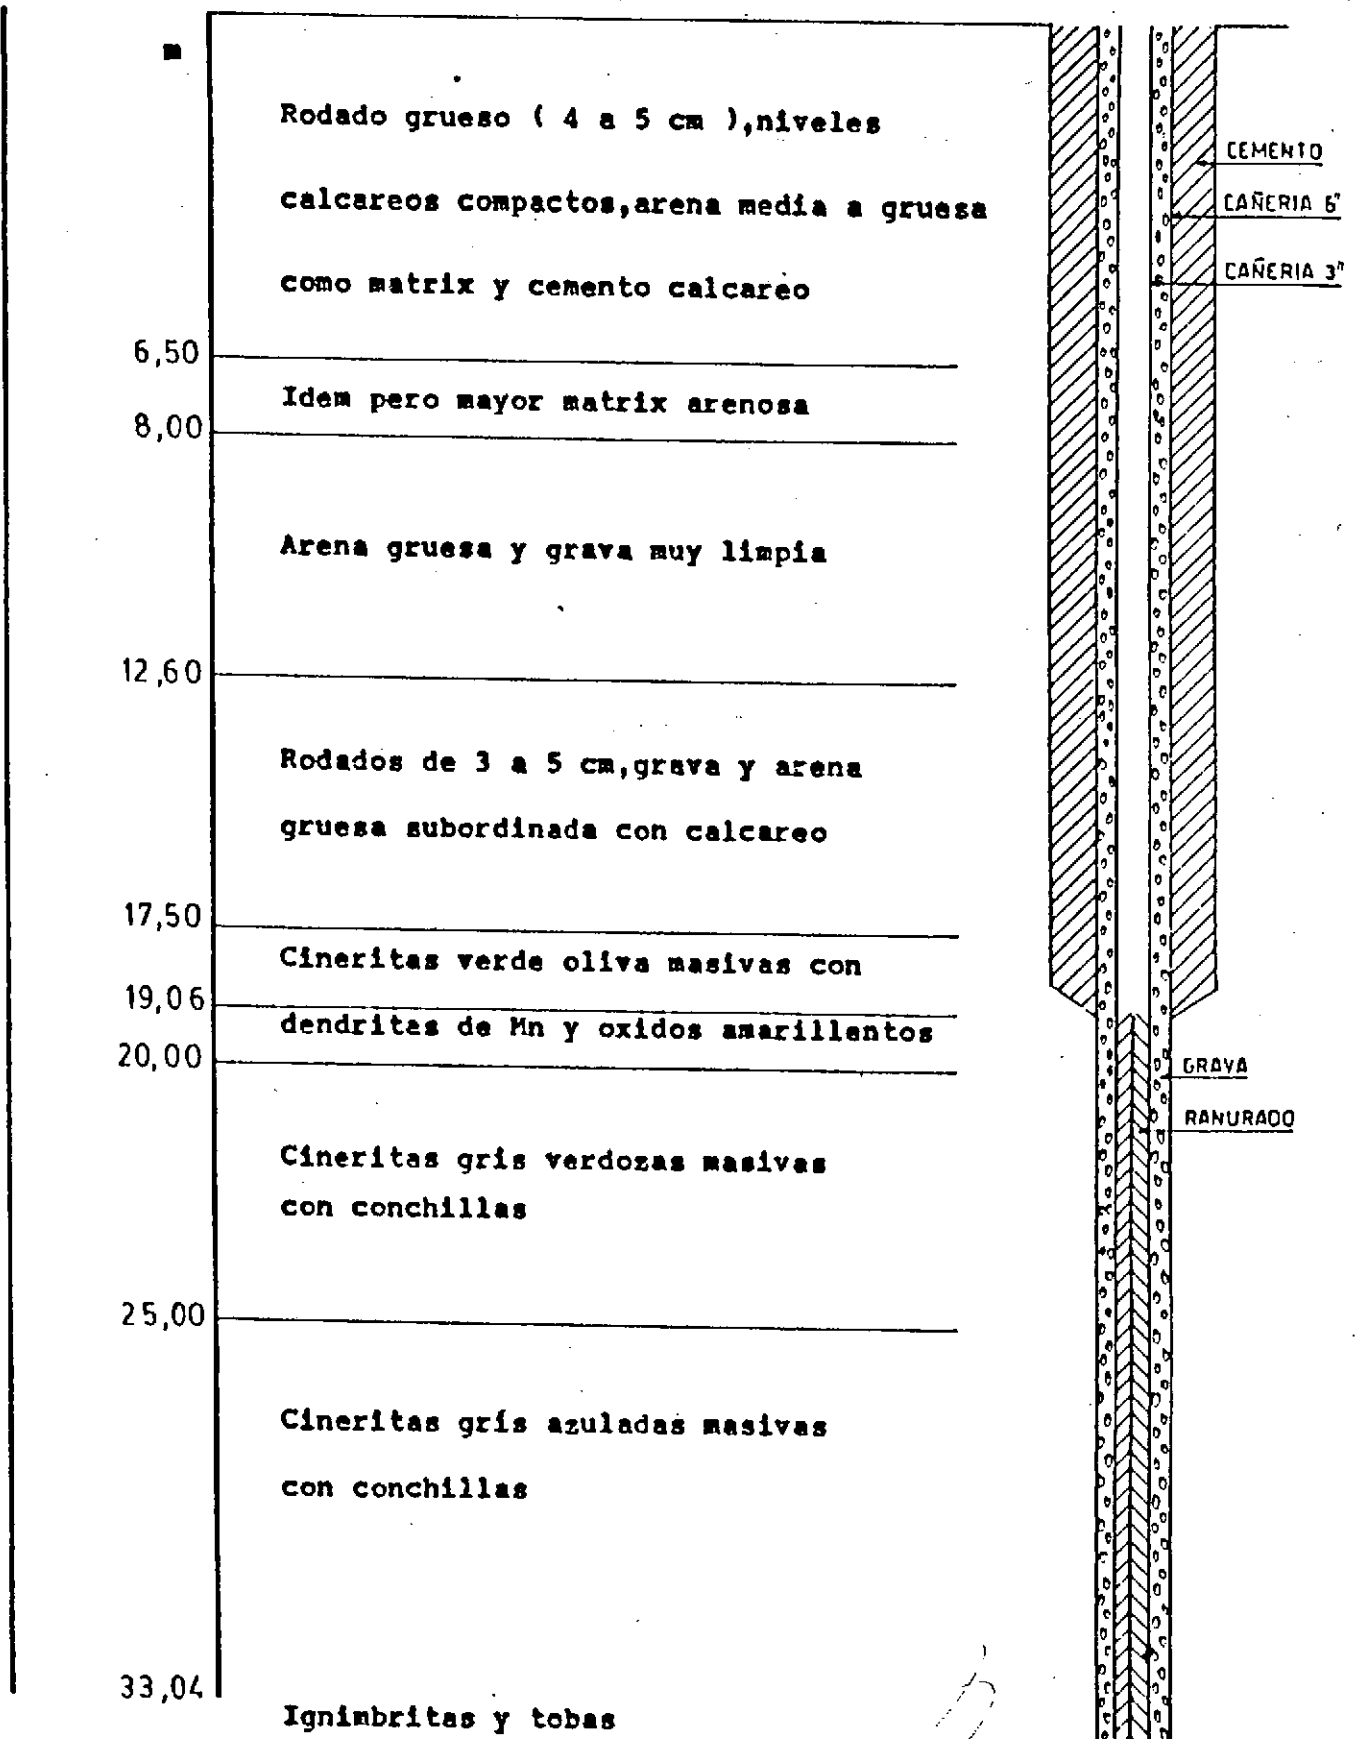 m
Rodado grueso ( 4 a 5 cm ),niveles
calcareos compactos,arena media a gruesa
como matrix y cemento calcareo
6,50
Idem pero mayor matrix arenosa
8,00
Arena gruesa y grava muy limpia
12,60
Rodados de 3 a 5 cm,grava y arena
gruesa subordinada con calcareo
17,50
Cineritas verde oliva masivas con
19,06
dendritas de Mn y oxidos amarillentos
20,00
Cineritas gris verdozas masivas
con conchillas
25,00
Cineritas gris azuladas masivas
con conchillas
33,04
Ignimbritas y tobas
CEMENTO
CAÑERIA 6"
CAÑERIA 3"
GRAVA
RANURADO